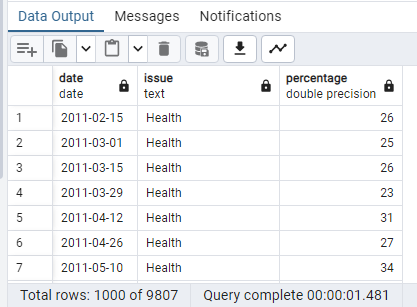 Data Output Messages Notifications
date issue percentage
date text double precision
1 2011-02-15 Health 26
2 2011-03-01 Health 25
3 2011-03-15 Health 26
4 2011-03-29 Health 23
5 2011-04-12 Health 31
6 2011-04-26 Health 27
7 2011-05-10 Health 34
Total rows: 1000 of 9807 Query complete 00:00:01.481